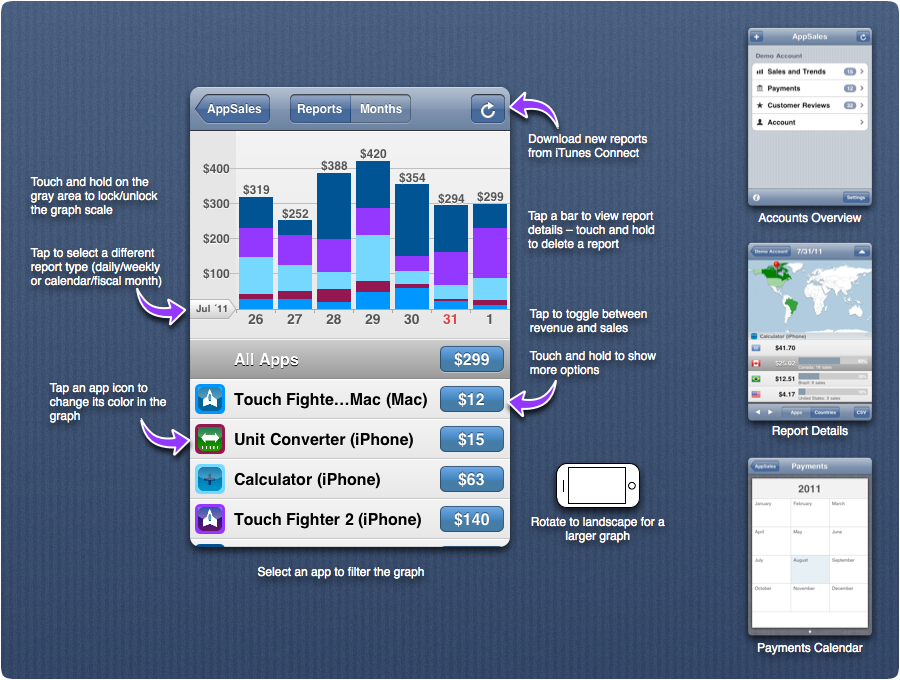 AppSales
Reports
Months
$400
$300
$200
$100
$319
$252
$388
$420
$354
$294
$299
Jul '11
26
27
28
29
30
31
1
All Apps
$299
Touch Fighte...Mac (Mac)
$12
Unit Converter (iPhone)
$15
Calculator (iPhone)
$63
Touch Fighter 2 (iPhone)
$140
Touch and hold on the
gray area to lock/unlock
the graph scale
Tap to select a different
report type (daily/weekly
or calendar/fiscal month)
Tap an app icon to
change its color in the
graph
Select an app to filter the graph
Download new reports
from iTunes Connect
Tap a bar to view report
details – touch and hold
to delete a report
Tap to toggle between
revenue and sales
Touch and hold to show
more options
Rotate to landscape for a
larger graph
AppSales
Demo Account
Sales and Trends
15
Payments
12
Customer Reviews
Account
Settings
Accounts Overview
Demo Account
7/31/11
Calculator (iPhone)
$41.70
$25.02
Canada: 18 sales
$12.51
Brazil: 9 sales
$4.17
United States: 3 sales
Apps
Countries
CSV
Report Details
AppSales
Payments
2011
January
February
March
April
May
June
July
August
September
October
November
December
Payments Calendar